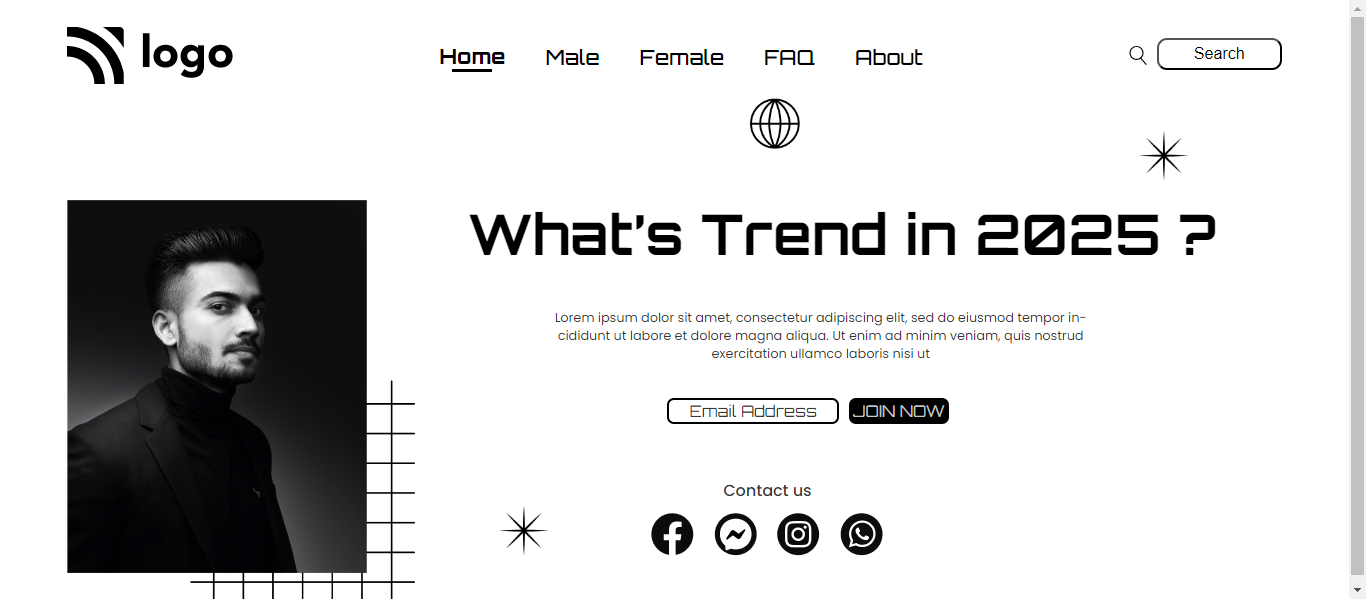 logo
Home Male Female FAQ About
Search
What's Trend in 2025 ?
Lorem ipsum dolor sit amet, consectetur adipiscing elit, sed do eiusmod tempor in-
cididunt ut labore et dolore magna aliqua. Ut enim ad minim veniam, quis nostrud
exercitation ullamco laboris nisi ut
Email Address JOIN NOW
Contact us